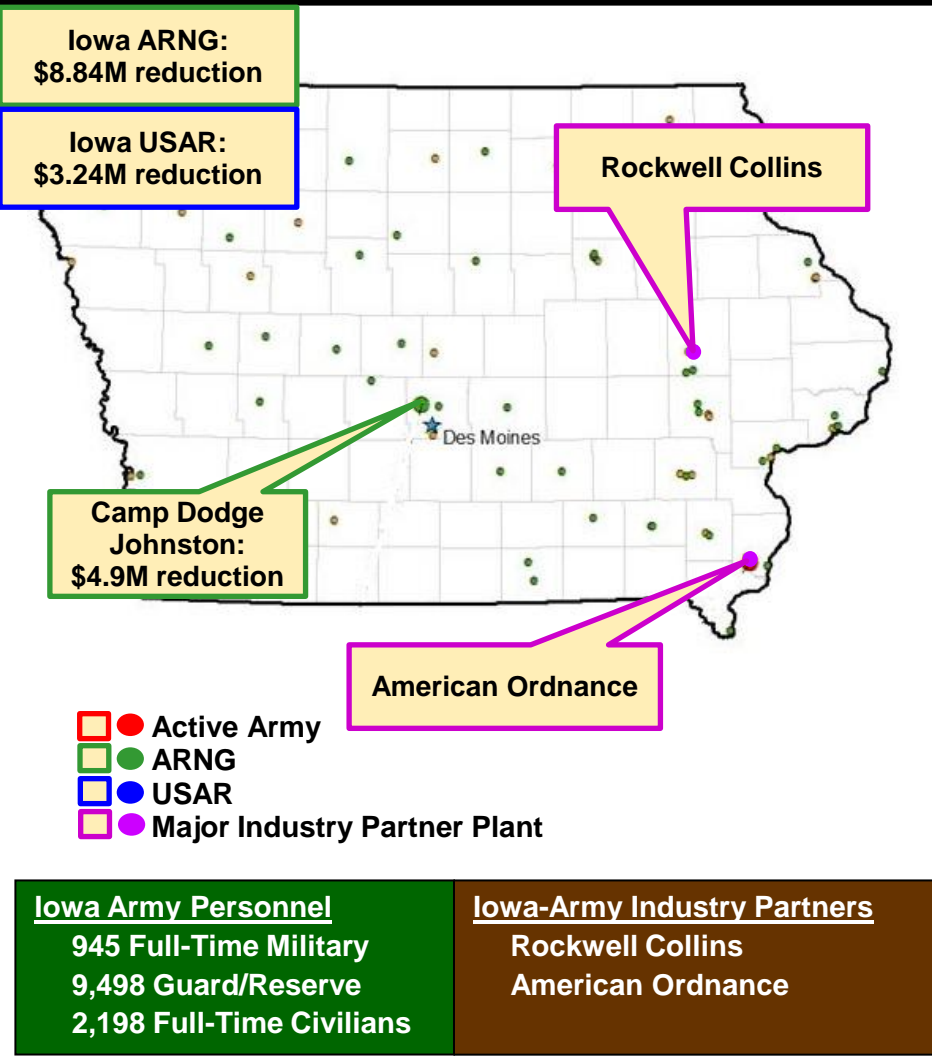 Iowa ARNG:
$8.84M reduction
Iowa USAR:
$3.24M reduction
Rockwell Collins
Des Moines
Camp Dodge
Johnston:
$4.9M reduction
American Ordnance
Active Army
ARNG
USAR
Major Industry Partner Plant
Iowa Army Personnel
945 Full-Time Military
9,498 Guard/Reserve
2,198 Full-Time Civilians
Iowa-Army Industry Partners
Rockwell Collins
American Ordnance